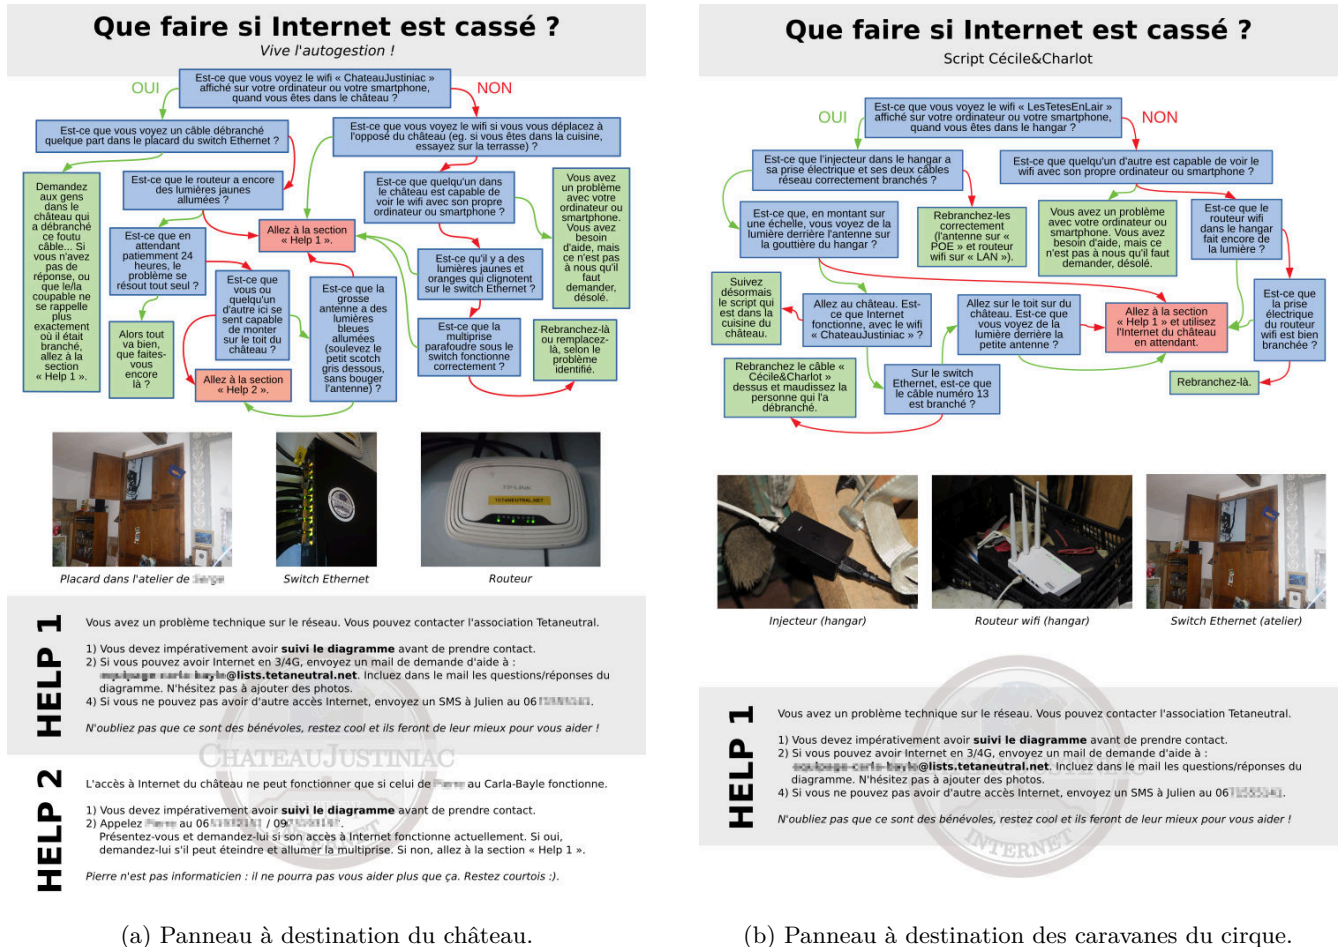 Que faire si Internet est cassé ?
Vive l'autogestion !
OUI
Est-ce que vous voyez le wifi « ChateauJustiniac »
affiché sur votre ordinateur ou votre smartphone,
quand vous êtes dans le château ?
NON
Est-ce que vous voyez un câble débranché
quelque part dans le placard du switch Ethernet ?
Est-ce que vous voyez le wifi si vous vous déplacez à
l'opposé du château (eg. si vous êtes dans la cuisine,
essayez sur la terrasse) ?
Demandez
aux gens
dans le
château qui
a débranché
ce foutu
câble... Si
vous n'avez
pas de
réponse, ou
que le/la
coupable ne
se rappelle
plus
exactement
où il était
branché,
allez à la
section
« Help 1 ».
Est-ce que le routeur a encore
des lumières jaunes
allumées ?
Est-ce que quelqu'un dans
le château est capable de
voir le wifi avec son propre
ordinateur ou smartphone ?
Vous avez
un problème
avec votre
ordinateur ou
smartphone.
Vous avez
besoin
d'aide, mais
ce n'est pas
à nous qu'il
faut
demander,
désolé.
Allez à la section
« Help 1 ».
Est-ce que en
attendant
patiemment 24
heures, le
problème se
résout tout seul ?
Est-ce qu'il y a des
lumières jaunes et
oranges qui clignotent
sur le switch Ethernet ?
Est-ce que
vous ou
quelqu'un
d'autre ici se
sent capable
de monter
sur le toit du
château ?
Est-ce que la
grosse
antenne a des
lumières
bleues
allumées
(soulevez le
petit scotch
gris dessous,
sans bouger
l'antenne) ?
Alors tout
va bien,
que faites-
vous
encore
là ?
Est-ce que la
multiprise
parafoudre sous le
switch fonctionne
correctement ?
Rebranchez-là
ou remplacez-
là, selon le
problème
identifié.
Allez à la section
« Help 2 ».
TP-LINK
TETANEUTRAL.NET
Placard dans l'atelier de
Switch Ethernet
Routeur
HELP 1
Vous avez un problème technique sur le réseau. Vous pouvez contacter l'association Tetaneutral.
1) Vous devez impérativement avoir suivi le diagramme avant de prendre contact.
2) Si vous pouvez avoir Internet en 3/4G, envoyez un mail de demande d'aide à :
@lists.tetaneutral.net. Incluez dans le mail les questions/réponses du
diagramme. N'hésitez pas à ajouter des photos.
4) Si vous ne pouvez pas avoir d'autre accès Internet, envoyez un SMS à Julien au 06
N'oubliez pas que ce sont des bénévoles, restez cool et ils feront de leur mieux pour vous aider !
CHATEAUJUSTINIAC
HELP 2
L'accès à Internet du château ne peut fonctionner que si celui de au Carla-Bayle fonctionne.
1) Vous devez impérativement avoir suivi le diagramme avant de prendre contact.
2) Appelez au 06 / 09
Présentez-vous et demandez-lui si son accès à Internet fonctionne actuellement. Si oui,
demandez-lui s'il peut éteindre et allumer la multiprise. Si non, allez à la section « Help 1 ».
INTERNET
Pierre n'est pas informaticien : il ne pourra pas vous aider plus que ça. Restez courtois :).
(a) Panneau à destination du château.
Que faire si Internet est cassé ?
Script Cécile&Charlot
OUI
Est-ce que vous voyez le wifi « LesTetesEnLair »
affiché sur votre ordinateur ou votre smartphone,
quand vous êtes dans le hangar ?
NON
Est-ce que l'injecteur dans le hangar a
sa prise électrique et ses deux câbles
réseau correctement branchés ?
Est-ce que quelqu'un d'autre est capable de voir le
wifi avec son propre ordinateur ou smartphone ?
Est-ce que, en montant sur
une échelle, vous voyez de la
lumière derrière l'antenne sur
la gouttière du hangar ?
Rebranchez-les
correctement
(l'antenne sur «
POE » et routeur
wifi sur « LAN »).
Vous avez un problème
avec votre ordinateur ou
smartphone. Vous avez
besoin d'aide, mais ce
n'est pas à nous qu'il faut
demander, désolé.
Est-ce que le
routeur wifi
dans le hangar
fait encore de
la lumière ?
Suivez
désormais
le script qui
est dans la
cuisine du
château.
Allez au château. Est-
ce que Internet
fonctionne, avec le wifi
« ChateauJustiniac » ?
Allez sur le toit sur du
château. Est-ce que
vous voyez de la
lumière derrière la
petite antenne ?
Allez à la section
« Help 1 » et utilisez
l'Internet du château
en attendant.
Est-ce que
la prise
électrique
du routeur
wifi est bien
branchée ?
Rebranchez le câble «
Cécile&Charlot »
dessus et maudissez la
personne qui l'a
débranché.
Sur le switch
Ethernet, est-ce que
le câble numéro 13
est branché ?
Rebranchez-là.
Injecteur (hangar)
Routeur wifi (hangar)
Switch Ethernet (atelier)
HELP 1
Vous avez un problème technique sur le réseau. Vous pouvez contacter l'association Tetaneutral.
1) Vous devez impérativement avoir suivi le diagramme avant de prendre contact.
2) Si vous pouvez avoir Internet en 3/4G, envoyez un mail de demande d'aide à :
@lists.tetaneutral.net. Incluez dans le mail les questions/réponses du
diagramme. N'hésitez pas à ajouter des photos.
4) Si vous ne pouvez pas avoir d'autre accès Internet, envoyez un SMS à Julien au 06
N'oubliez pas que ce sont des bénévoles, restez cool et ils feront de leur mieux pour vous aider !
INTERNET
(b) Panneau à destination des caravanes du cirque.